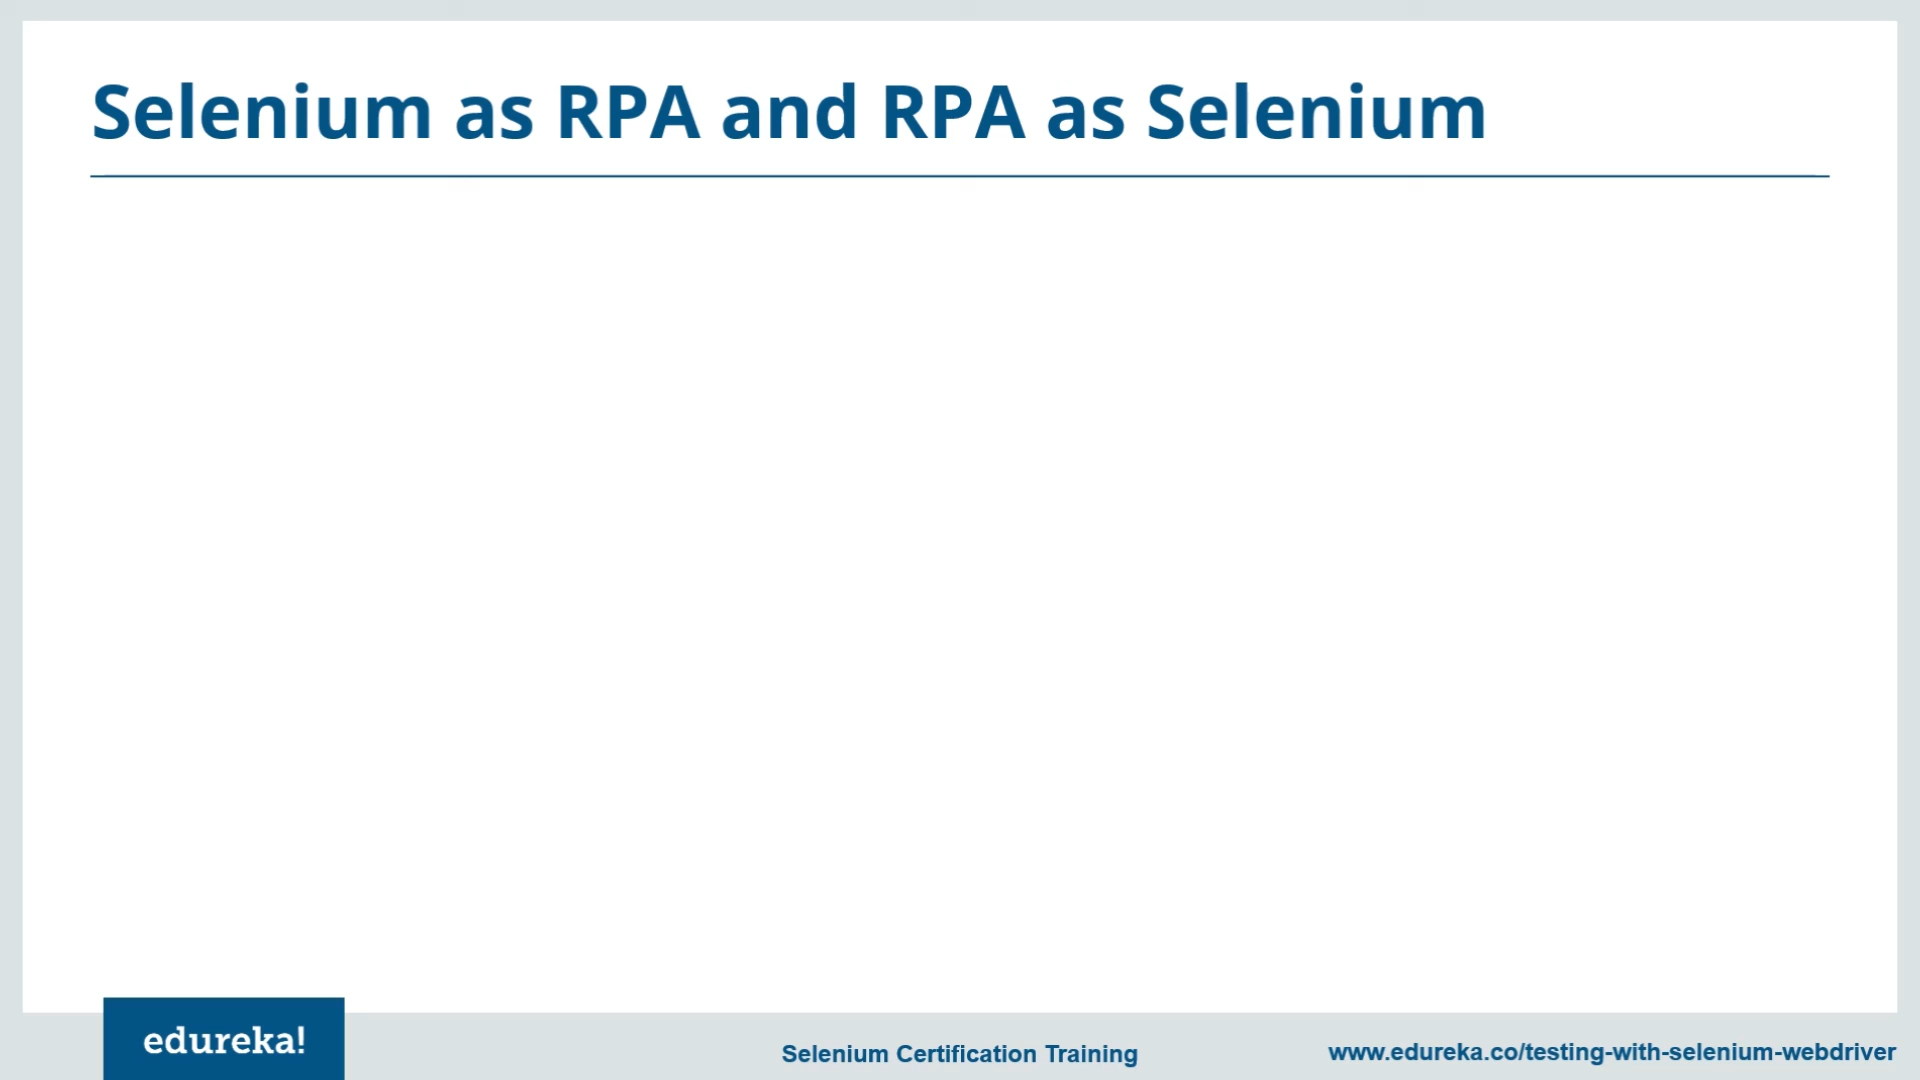 Selenium as RPA and RPA as Selenium
edureka!
Selenium Certification Training
www.edureka.co/testing-with-selenium-webdriver